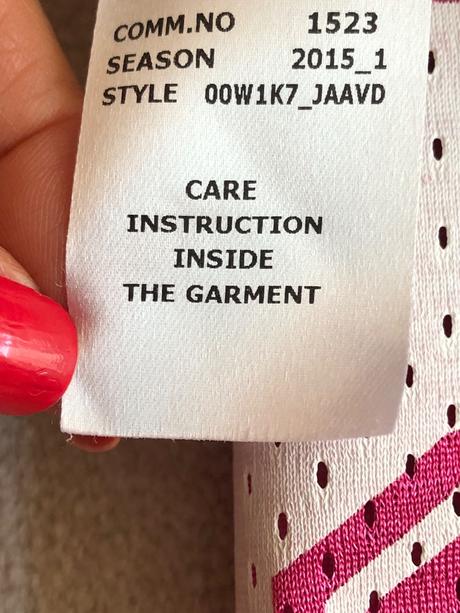 COMM.NO 1523
SEASON 2015_1
STYLE 00W1K7_JAAVD
CARE
INSTRUCTION
INSIDE
THE GARMENT